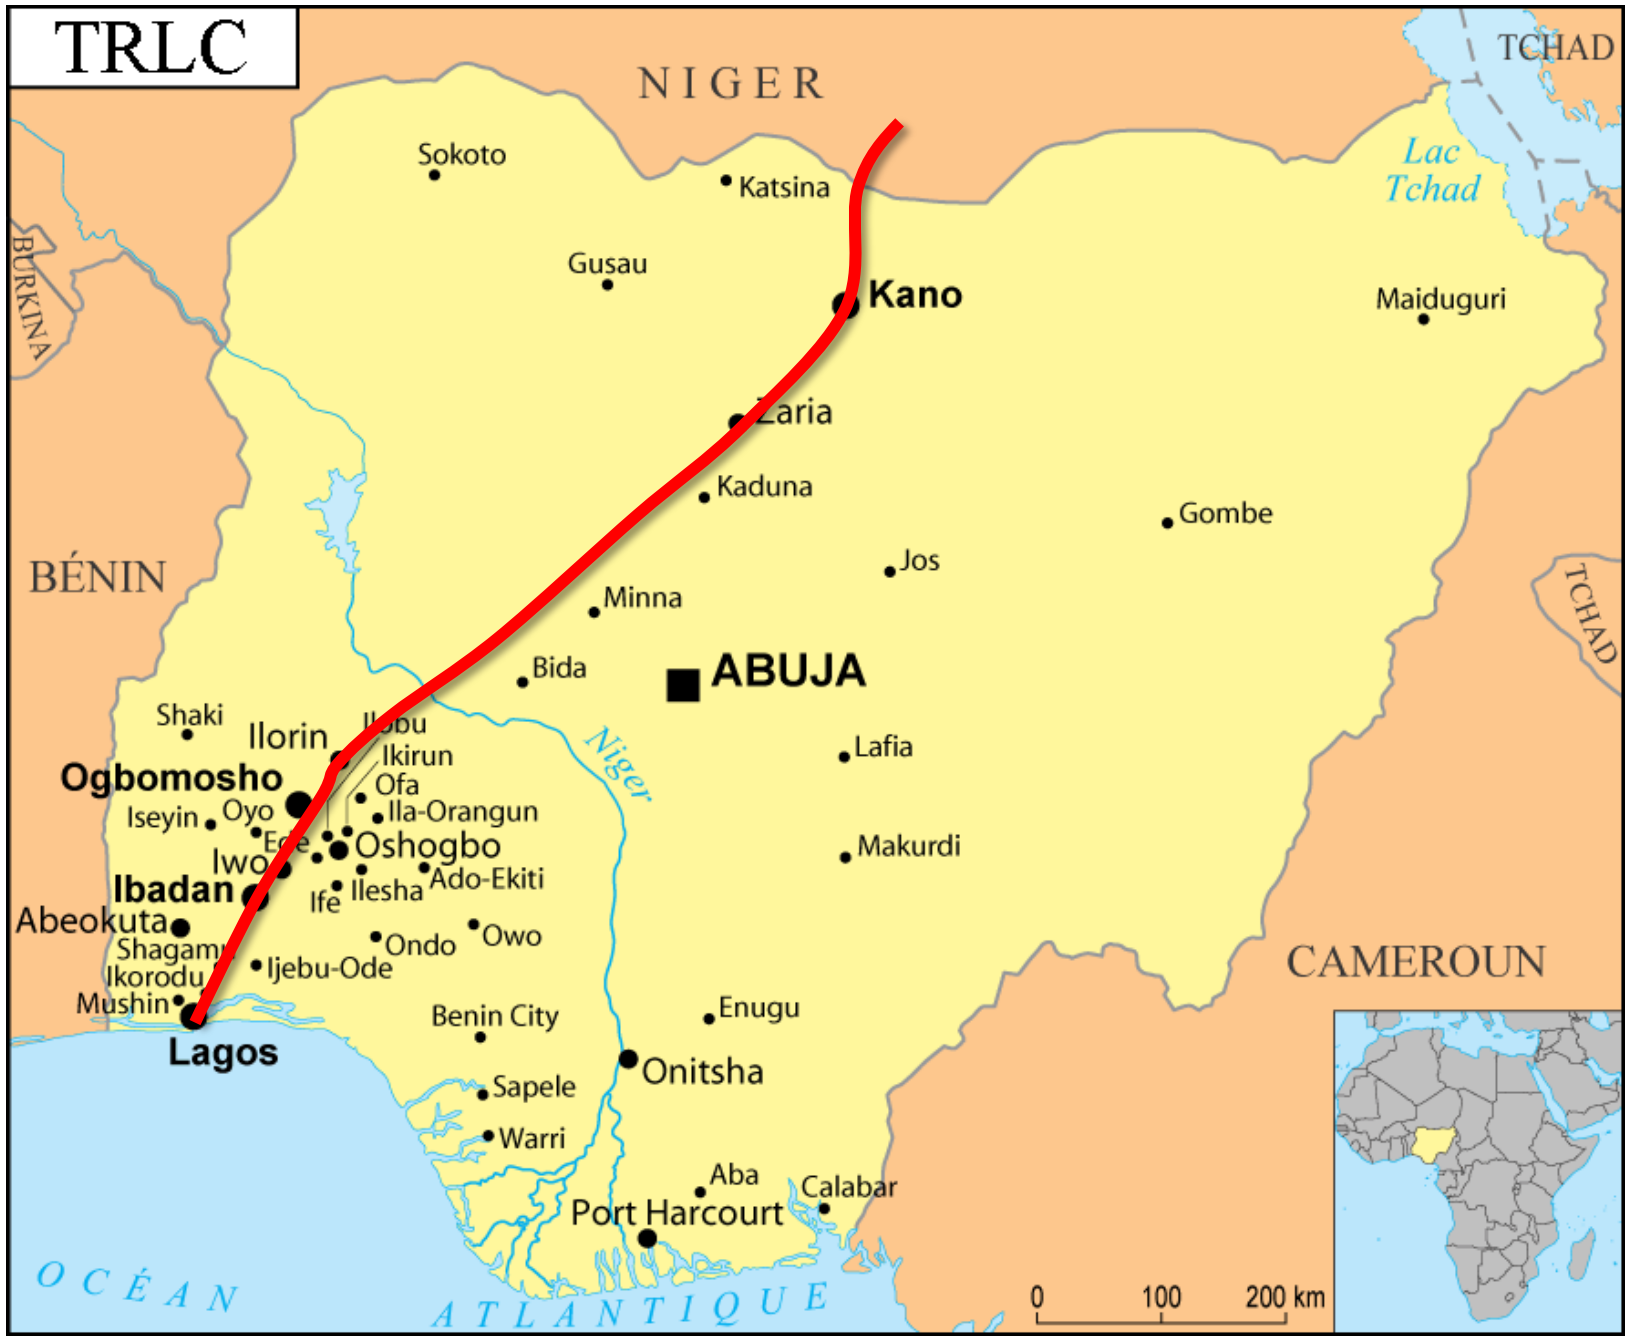 TRLC
NIGER
TCHAD
Lac
Tchad
Sokoto
Katsina
BURKINA
Gusau
Kano
Maiduguri
Zaria
Kaduna
Gombe
Jos
BÉNIN
TCHAD
Minna
Bida
ABUJA
Shaki
Ilorin
Ilobu
Niger
Ikirun
Lafia
Ogbomosho
Ofa
Iseyin
Oyo
Ila-Orangun
Ede
Oshogbo
Makurdi
Iwo
Ibadan
Ife
Ilesha
Ado-Ekiti
Abeokuta
Shagamu
Ondo
Owo
CAMEROUN
Ikorodu
Ijebu-Ode
Mushin
Benin City
Enugu
Lagos
Onitsha
Sapele
Warri
Aba
Calabar
Port Harcourt
OCÉAN
ATLANTIQUE
0 100 200 km